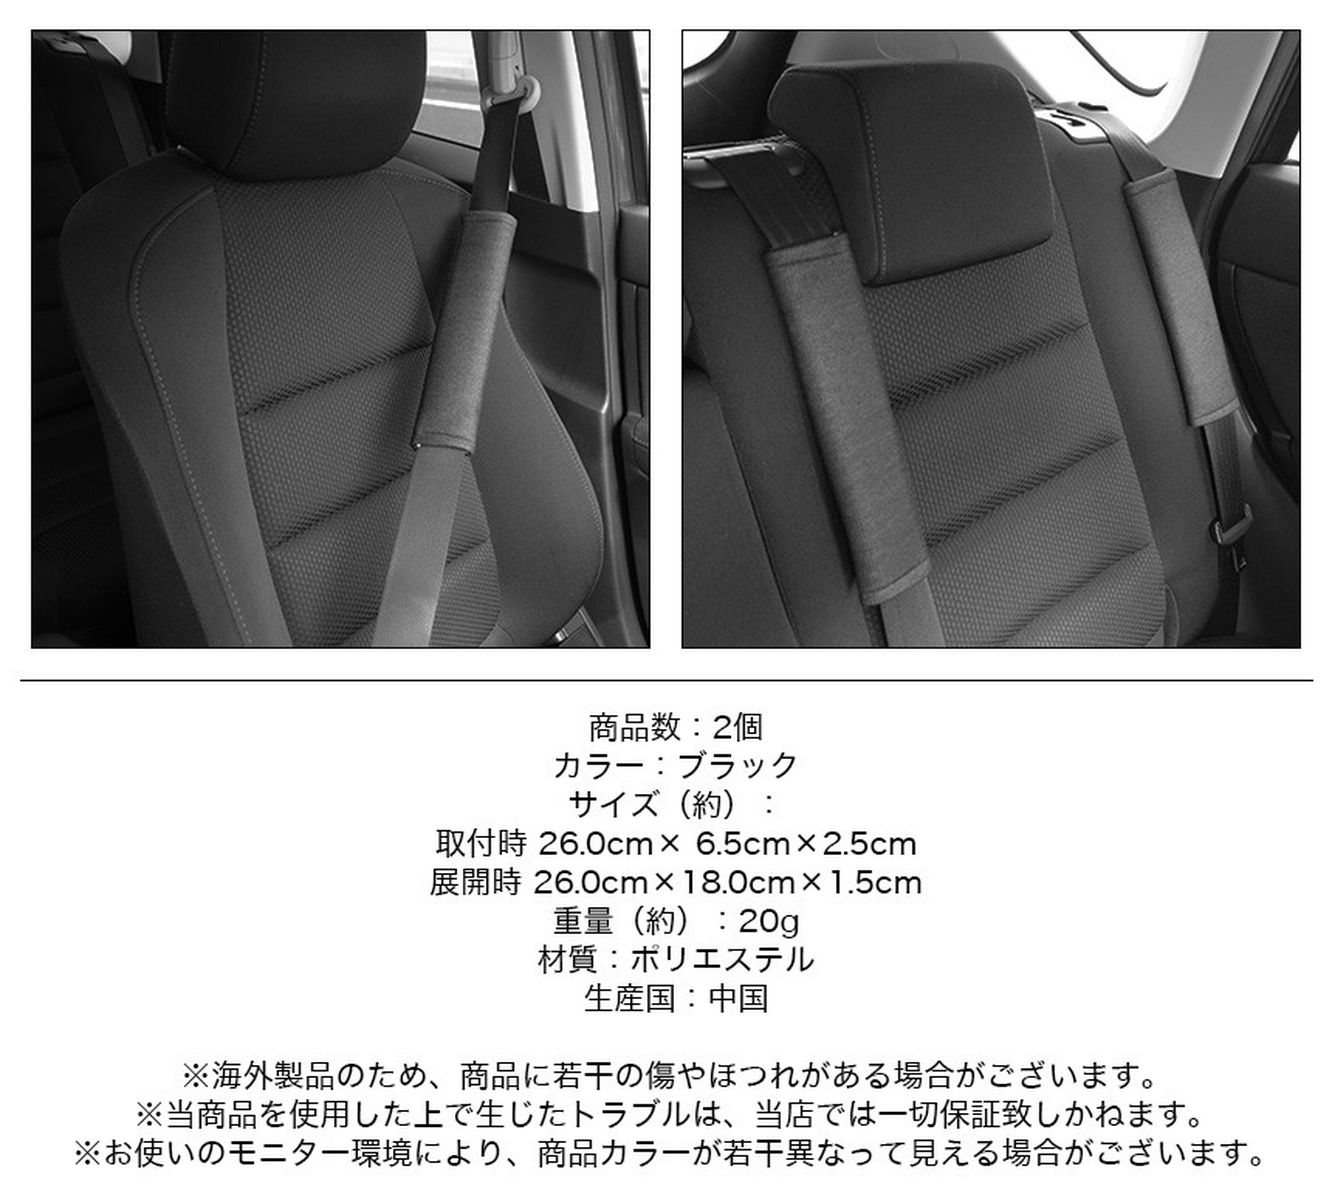 商品数：2個
カラー：ブラック
サイズ（約）：
取付時 26.0cm× 6.5cm×2.5cm
展開時 26.0cm×18.0cm×1.5cm
重量（約）：20g
材質：ポリエステル
生産国：中国
※海外製品のため、商品に若干の傷やほつれがある場合がございます。
※当商品を使用した上で生じたトラブルは、当店では一切保証致しかねます。
※お使いのモニター環境により、商品カラーが若干異なって見える場合がございます。